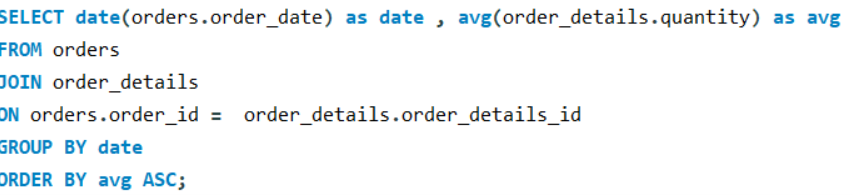 SELECT date(orders.order_date) as date , avg(order_details.quantity) as avg
FROM orders
JOIN order_details
ON orders.order_id =  order_details.order_details_id
GROUP BY date
ORDER BY avg ASC;